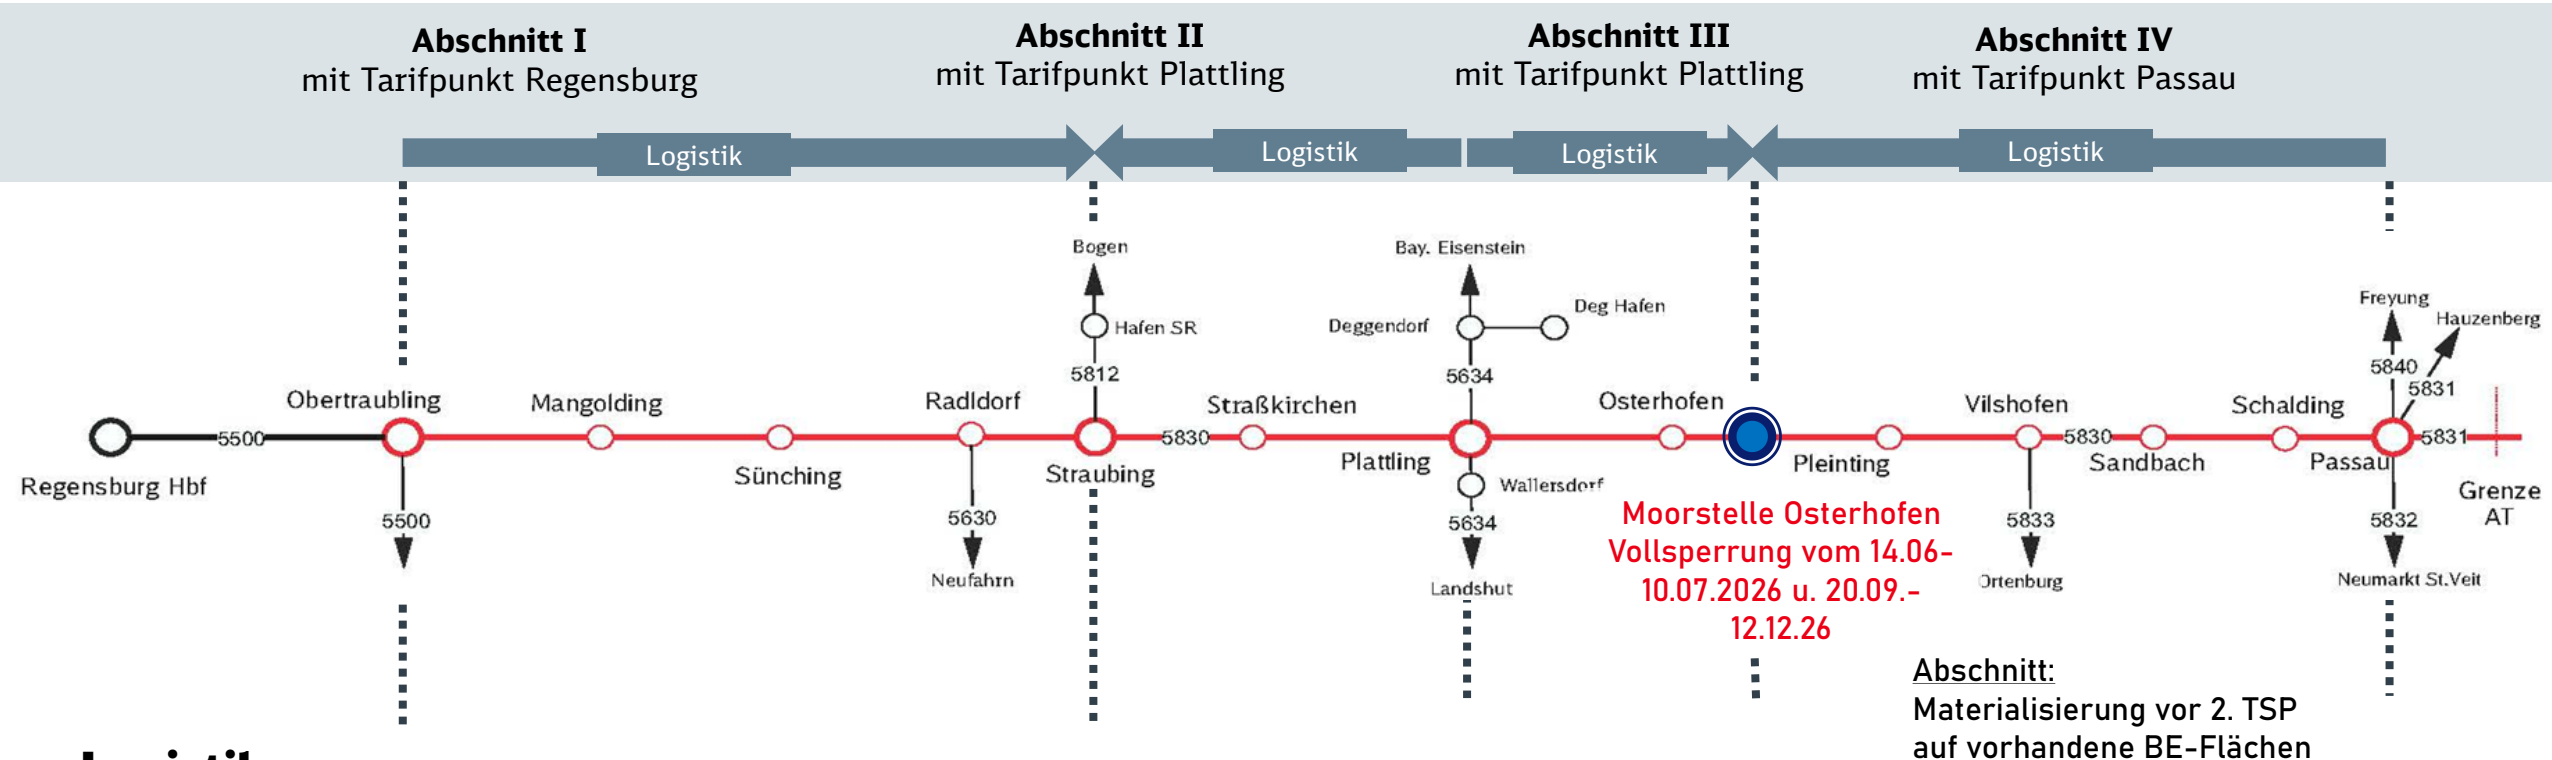 Abschnitt I
mit Tarifpunkt Regensburg
Abschnitt II
mit Tarifpunkt Plattling
Abschnitt III
mit Tarifpunkt Plattling
Abschnitt IV
mit Tarifpunkt Passau
Logistik
Logistik
Logistik
Logistik
Bogen
Hafen SR
5812
Bay. Eisenstein
Deggendorf
Deg Hafen
5634
Freyung
Hauzenberg
5840
5831
Obertraubling
Mangolding
Radldorf
Straßkirchen
Osterhofen
Vilshofen
Schalding
5500
5830
5830
5831
Regensburg Hbf
Sünching
Straubing
Plattling
Pleinting
Sandbach
Passau
Grenze
AT
Wallersdorf
5500
5630
5634
5833
5832
Neufahrn
Landshut
Ortenburg
Neumarkt St.Veit
Moorstelle Osterhofen
Vollsperrung vom 14.06-
10.07.2026 u. 20.09.-
12.12.26
Abschnitt:
Materialisierung vor 2. TSP
auf vorhandene BE-Flächen